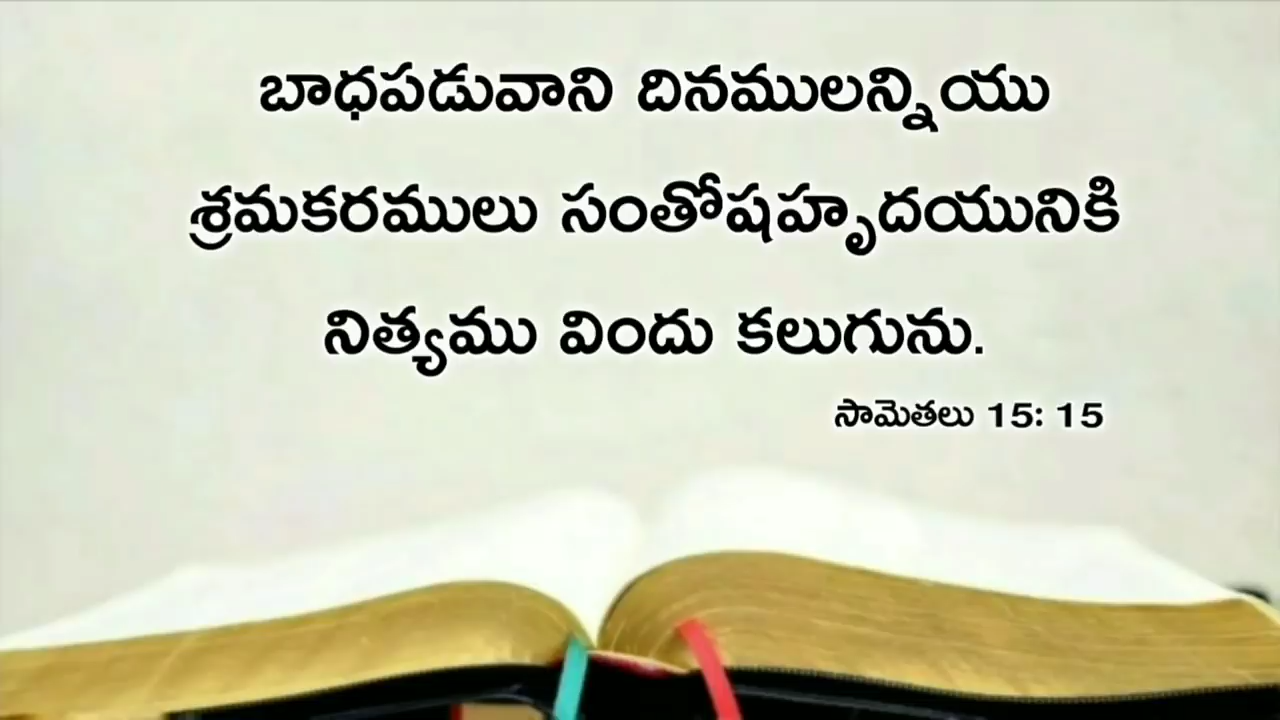 బాధపడువాని దినములన్నియు
శ్రమకరములు సంతోషహృదయునికి
నిత్యము విందు కలుగును.
సామెతలు 15: 15